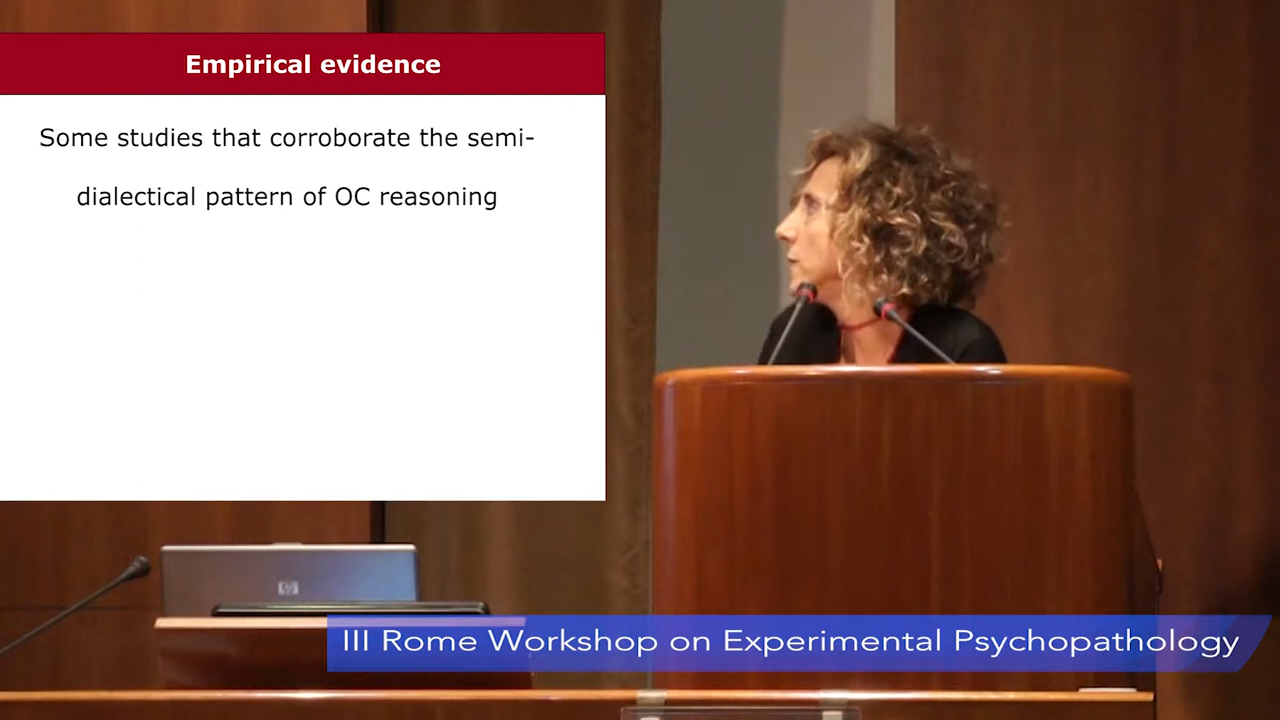 Empirical evidence
Some studies that corroborate the semi-
dialectical pattern of OC reasoning
hp
III Rome Workshop on Experimental Psychopathology